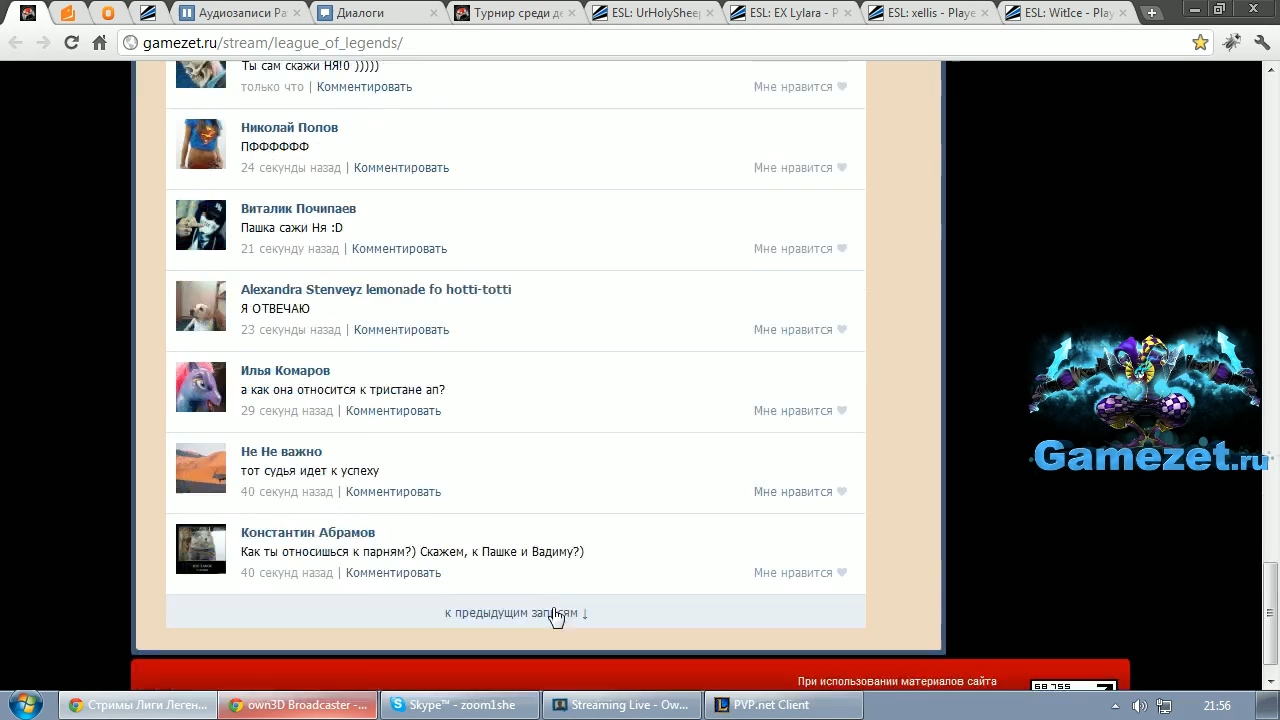 Аудиозаписи Ра
Диалоги
Турнир среди де
ESL: UrHolyShee
ESL: EX Lylara - P
ESL: xellis - Playe
ESL: WitIce - Play
gamezet.ru/stream/league_of_legends/
Ты сам скажи НЯ!0 )))))
только что | Комментировать
Мне нравится
Николай Попов
ПФФФФФФ
24 секунды назад | Комментировать
Мне нравится
Виталик Почипаев
Пашка сажи Ня :D
21 секунду назад | Комментировать
Мне нравится
Alexandra Stenveyz lemonade fo hotti-totti
Я ОТВЕЧАЮ
23 секунды назад | Комментировать
Мне нравится
Илья Комаров
а как она относится к тристане ап?
29 секунд назад | Комментировать
Мне нравится
Не Не важно
тот судья идет к успеху
40 секунд назад | Комментировать
Мне нравится
Константин Абрамов
Как ты относишься к парням?) Скажем, к Пашке и Вадиму?)
40 секунд назад | Комментировать
Мне нравится
к предыдущим записям ↓
Gamezet.ru
При использовании материалов сайта
68 755
Стримы Лиги Леген...
own3D Broadcaster -...
Skype™ - zoom1she
Streaming Live - Ow...
PVP.net Client
21:56